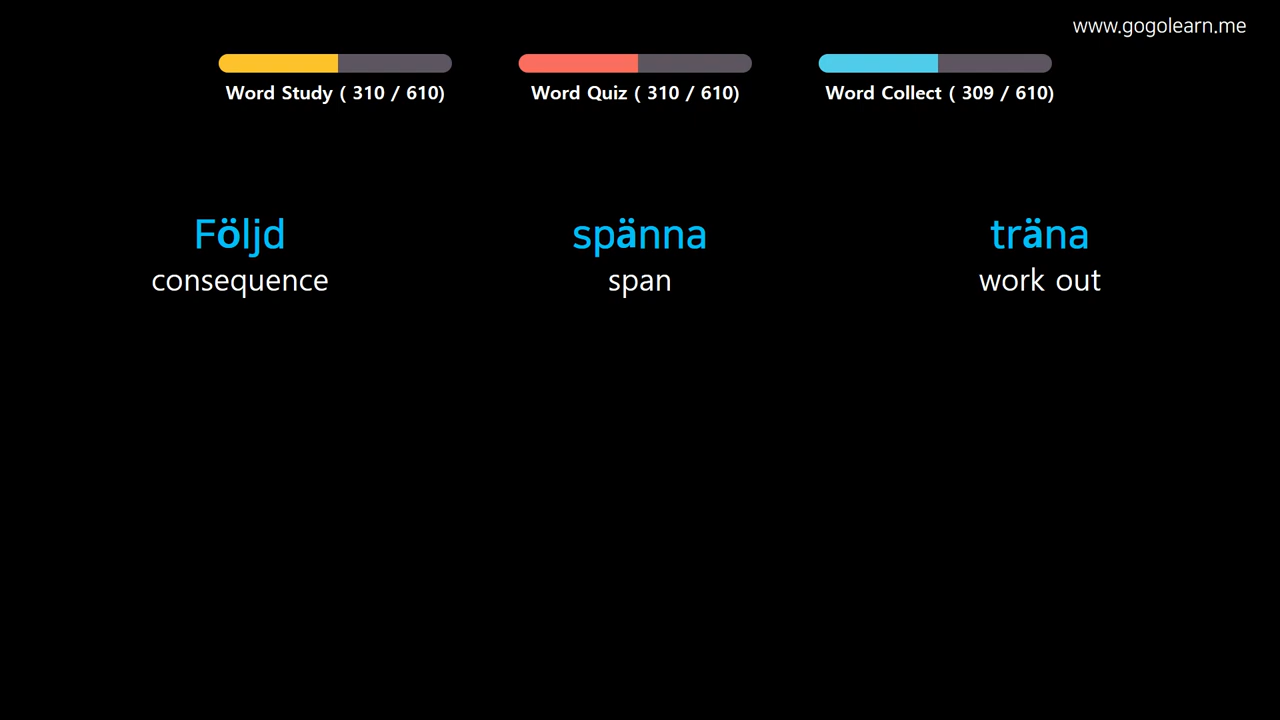 www.gogolearn.me
Word Study ( 310 / 610)
Word Quiz ( 310 / 610)
Word Collect ( 309 / 610)
Följd
consequence
spänna
span
träna
work out